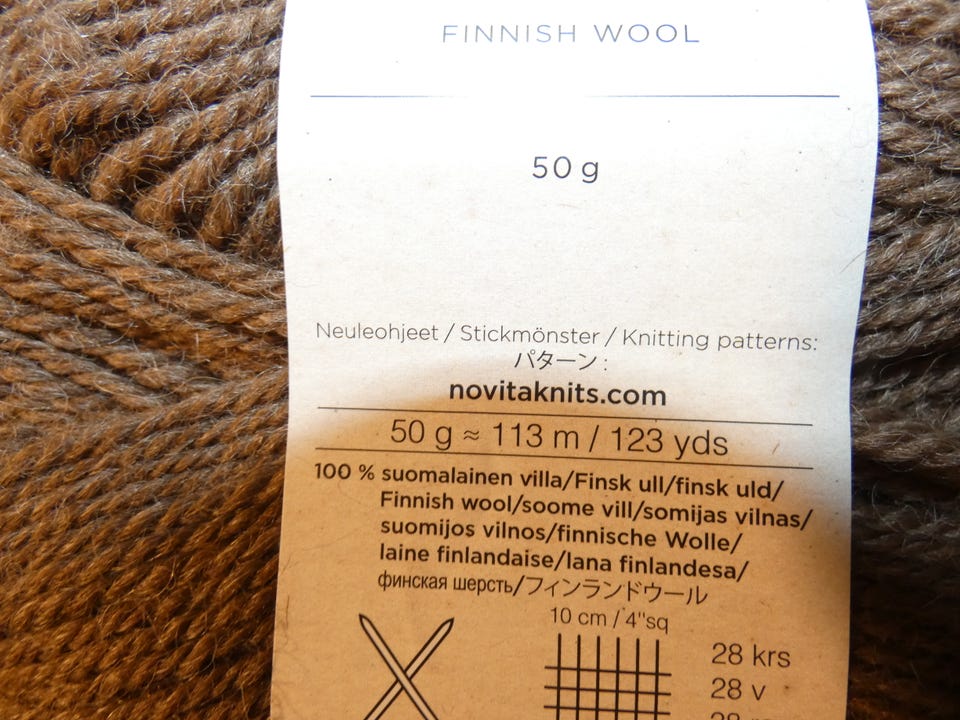 FINNISH WOOL
50 g
Neuleohjeet / Stickmönster / Knitting patterns:
パターン :
novitaknits.com
50 g ≈ 113 m / 123 yds
100 % suomalainen villa/Finsk ull/finsk uld/
Finnish wool/soome vill/somijas vilnas/
suomijos vilnos/finnische Wolle/
laine finlandaise/lana finlandesa/
финская шерсть/フィンランドウール
10 cm / 4"sq
28 krs
28 v